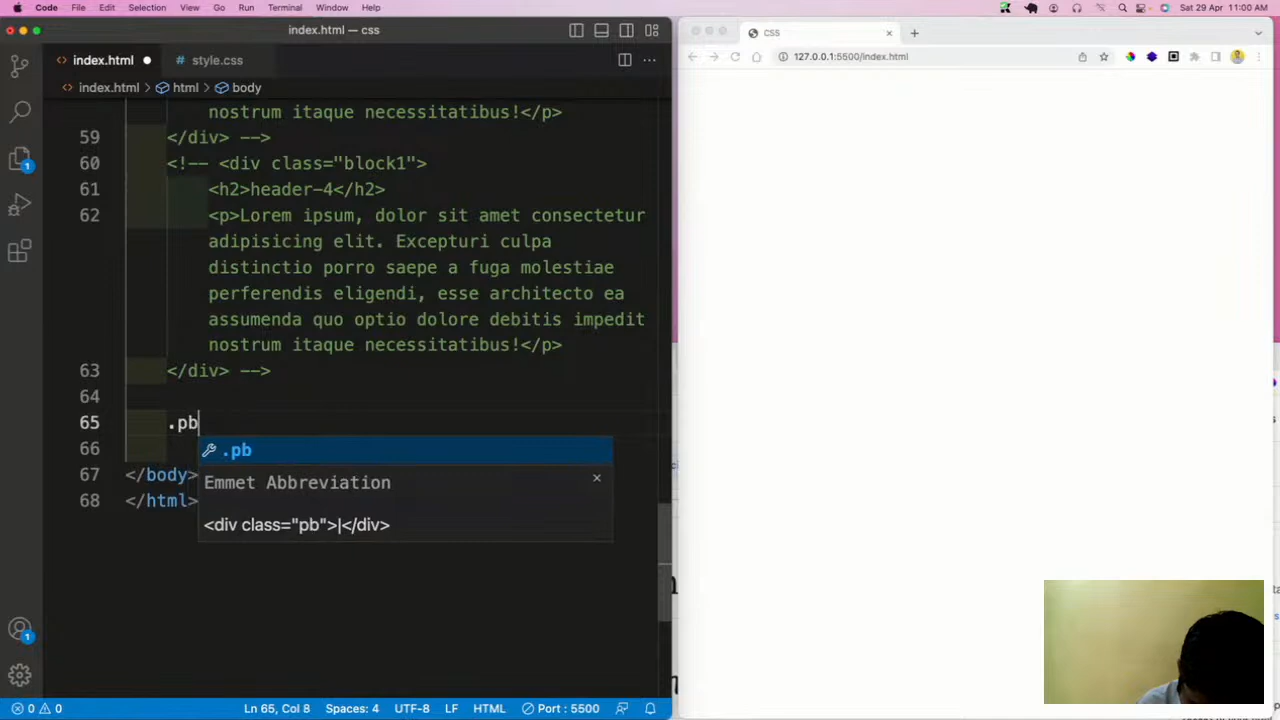 Code File Edit Selection View Go Run Terminal Window Help
Sat 29 Apr 11:00 AM
index.html — css
index.html
style.css
index.html > html > body
nostrum itaque necessitatibus!</p>
59 </div> -->
60 <!-- <div class="block1">
61 <h2>header-4</h2>
62 <p>Lorem ipsum, dolor sit amet consectetur
adipisicing elit. Excepturi culpa
distinctio porro saepe a fuga molestiae
perferendis eligendi, esse architecto ea
assumenda quo optio dolore debitis impedit
nostrum itaque necessitatibus!</p>
63 </div> -->
64
65 .pb
66
67 </body>
68 </html>
.pb
Emmet Abbreviation
<div class="pb">|</div>
1
1
0 0
Ln 65, Col 8 Spaces: 4 UTF-8 LF HTML Port : 5500
CSS
127.0.0.1:5500/index.html